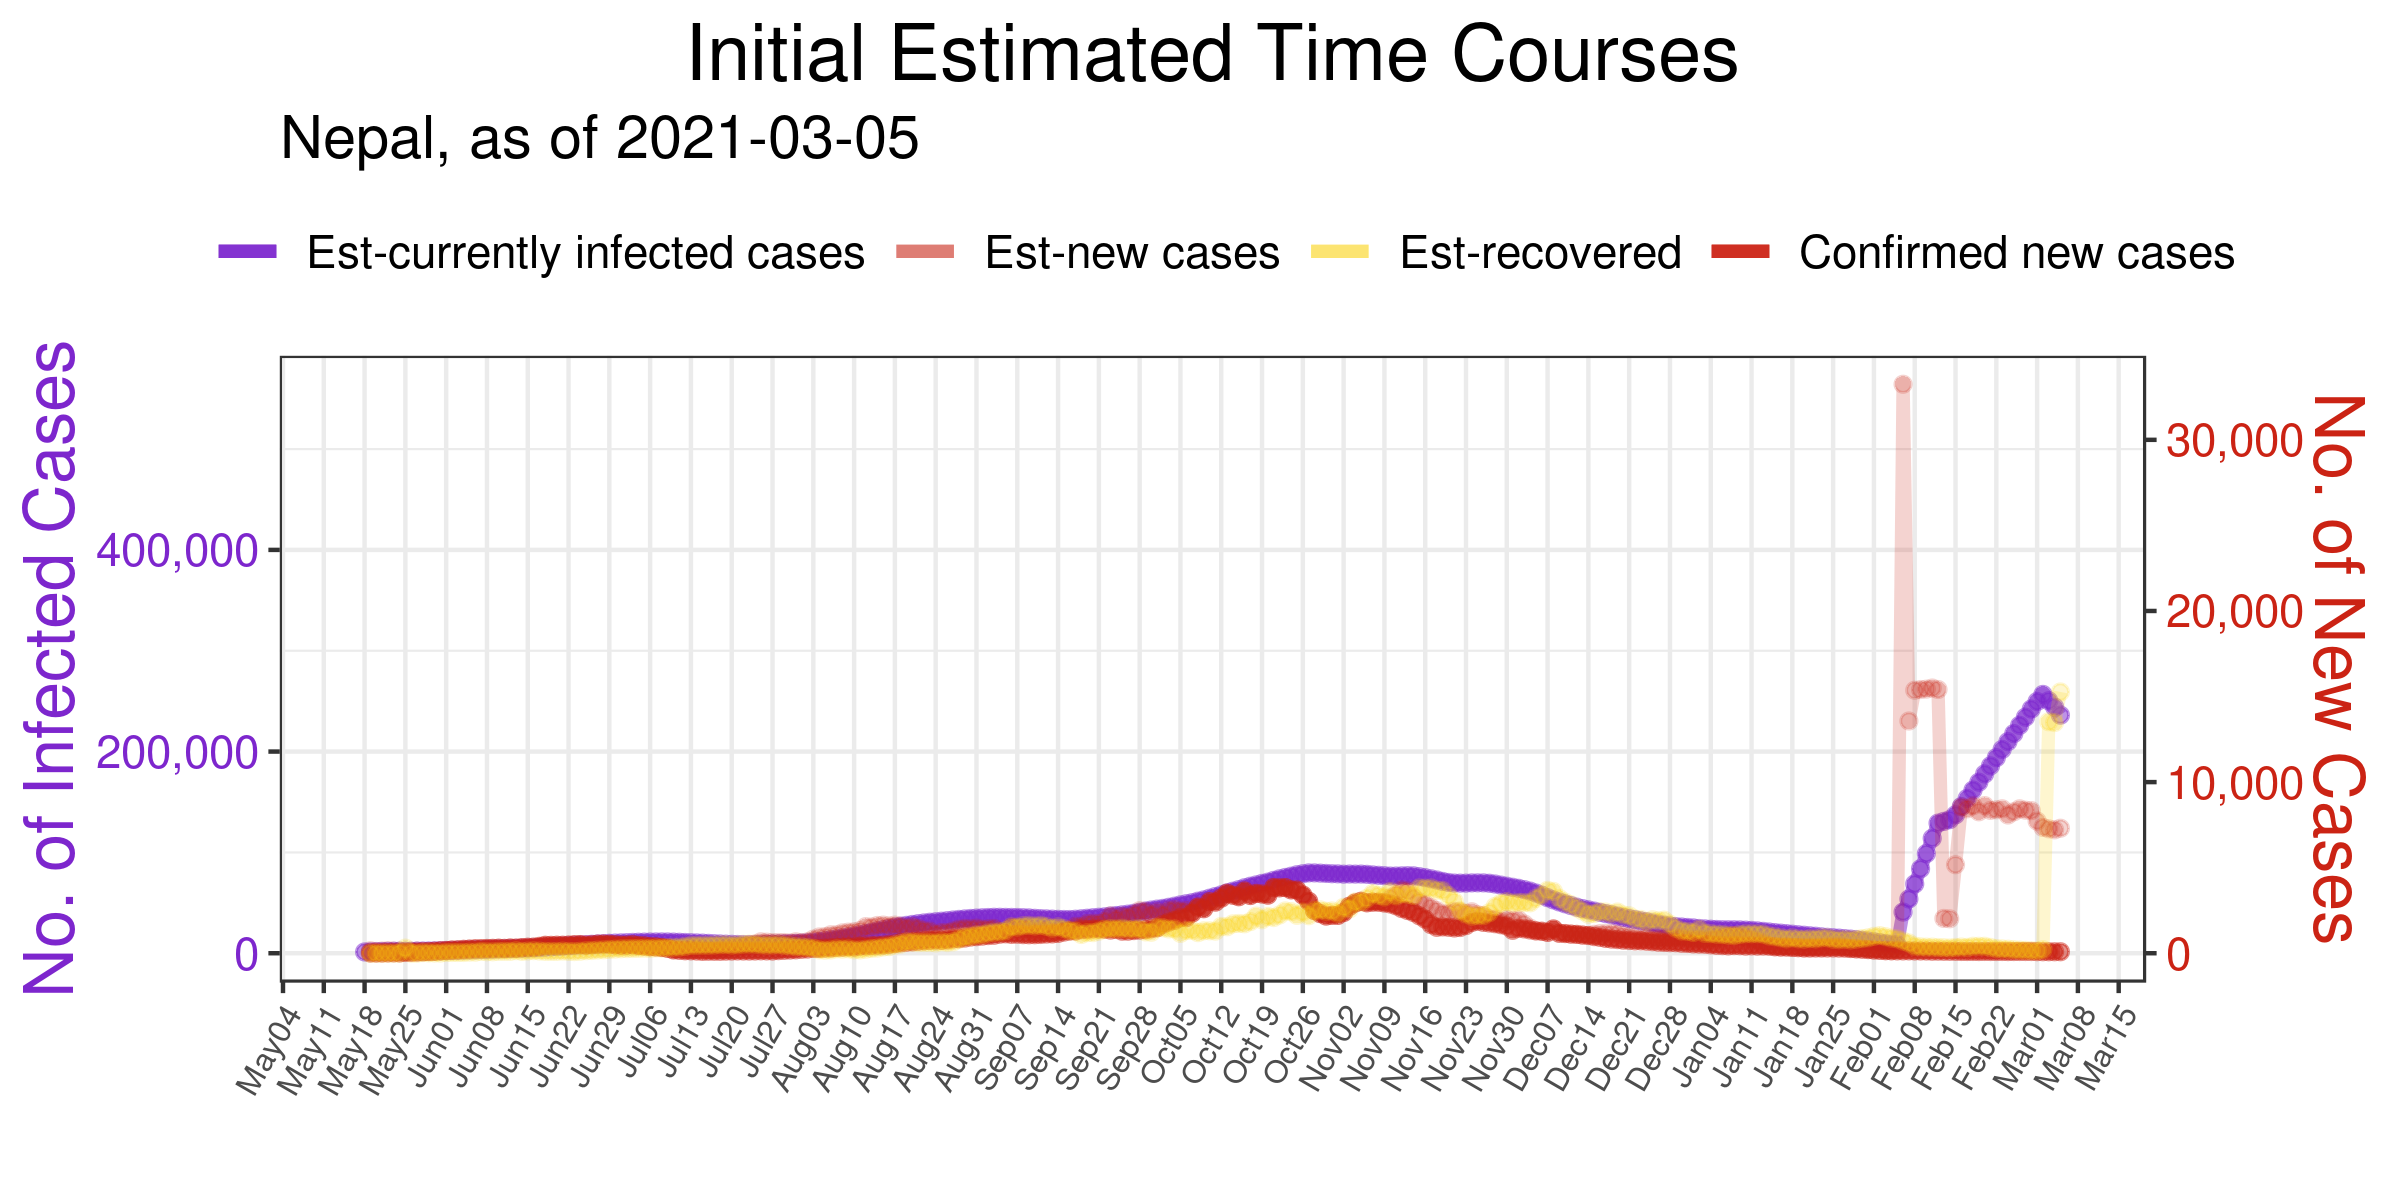 Initial Estimated Time Courses
Nepal, as of 2021-03-05
Est-currently infected cases Est-new cases Est-recovered Confirmed new cases
No. of Infected Cases
400,000
200,000
0
30,000
20,000
10,000
0
No. of New Cases
May04 May11 May18 May25 Jun01 Jun08 Jun15 Jun22 Jun29 Jul06 Jul13 Jul20 Jul27 Aug03 Aug10 Aug17 Aug24 Aug31 Sep07 Sep14 Sep21 Sep28 Oct05 Oct12 Oct19 Oct26 Nov02 Nov09 Nov16 Nov23 Nov30 Dec07 Dec14 Dec21 Dec28 Jan04 Jan11 Jan18 Jan25 Feb01 Feb08 Feb15 Feb22 Mar01 Mar08 Mar15